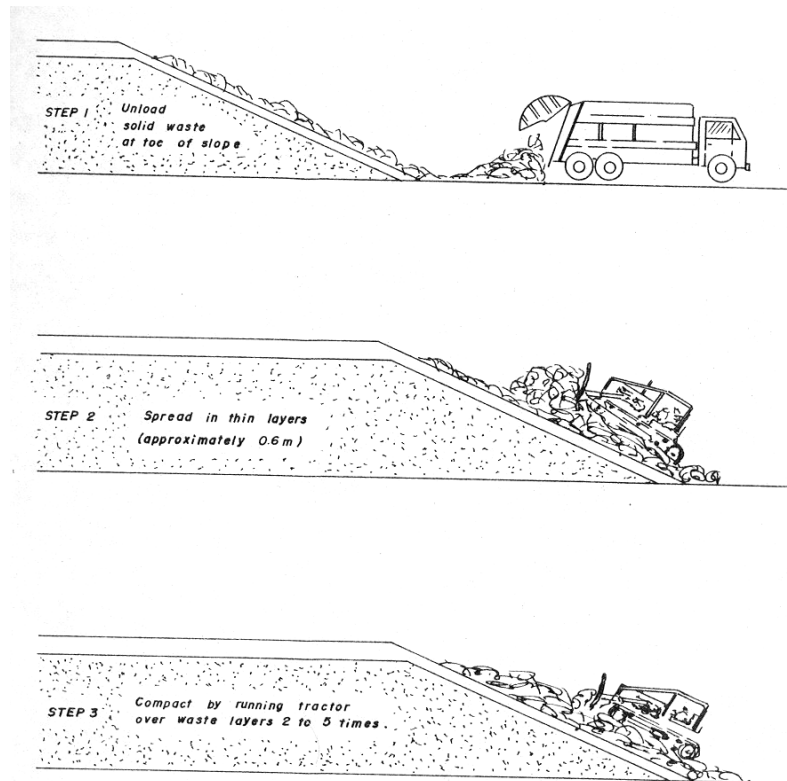 STEP 1
Unload
solid waste
at toe of slope
STEP 2
Spread in thin layers
(approximately 0.6 m)
STEP 3
Compact by running tractor
over waste layers 2 to 5 times.